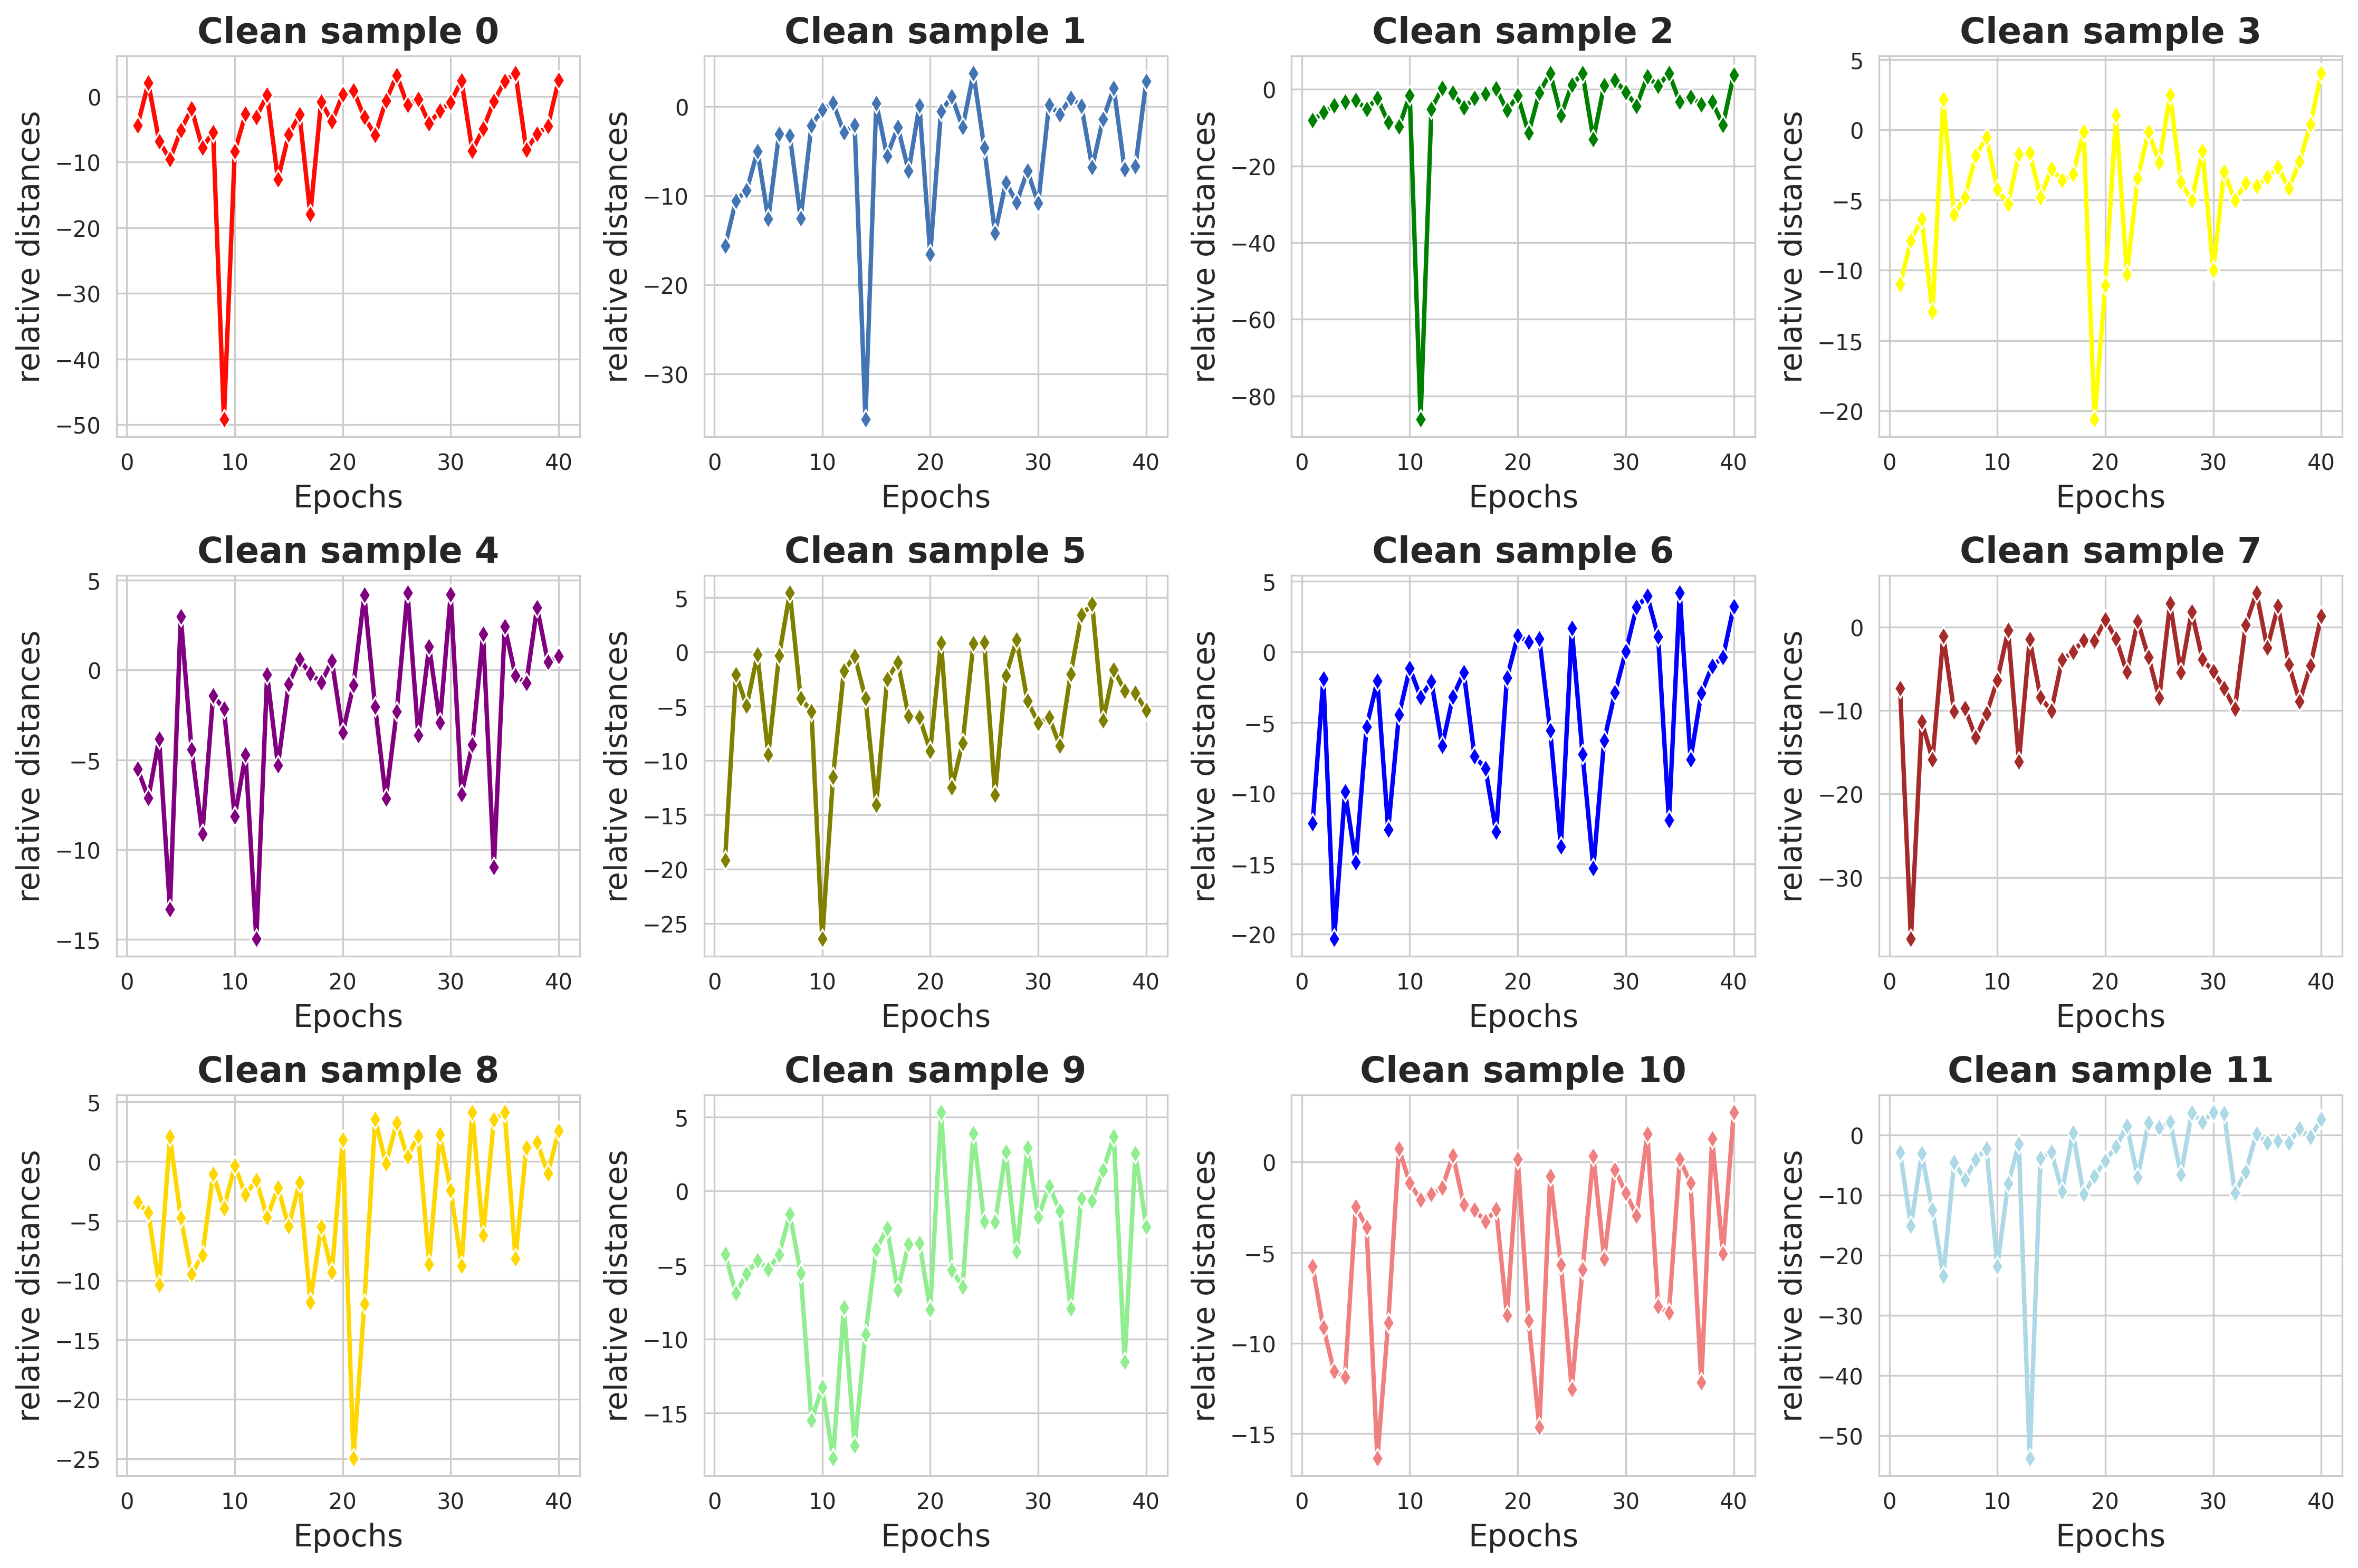 Clean sample 0
relative distances
0
−10
−20
−30
−40
−50
0 10 20 30 40
Epochs
Clean sample 1
relative distances
0
−10
−20
−30
0 10 20 30 40
Epochs
Clean sample 2
relative distances
0
−20
−40
−60
−80
0 10 20 30 40
Epochs
Clean sample 3
relative distances
5
0
−5
−10
−15
−20
0 10 20 30 40
Epochs
Clean sample 4
relative distances
5
0
−5
−10
−15
0 10 20 30 40
Epochs
Clean sample 5
relative distances
5
0
−5
−10
−15
−20
−25
0 10 20 30 40
Epochs
Clean sample 6
relative distances
5
0
−5
−10
−15
−20
0 10 20 30 40
Epochs
Clean sample 7
relative distances
0
−10
−20
−30
0 10 20 30 40
Epochs
Clean sample 8
relative distances
5
0
−5
−10
−15
−20
−25
0 10 20 30 40
Epochs
Clean sample 9
relative distances
5
0
−5
−10
−15
0 10 20 30 40
Epochs
Clean sample 10
relative distances
0
−5
−10
−15
0 10 20 30 40
Epochs
Clean sample 11
relative distances
0
−10
−20
−30
−40
−50
0 10 20 30 40
Epochs